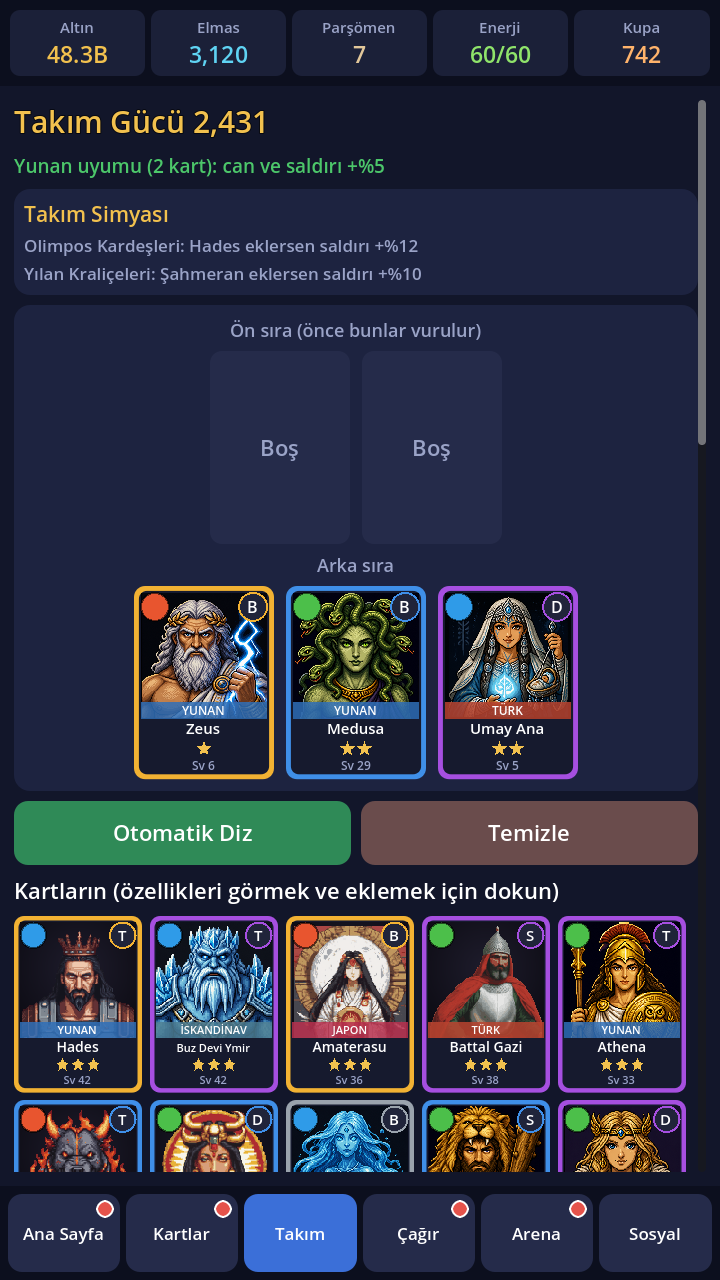 Altın
48.3B
Elmas
3,120
Parşömen
7
Enerji
60/60
Kupa
742
Takım Gücü 2,431
Yunan uyumu (2 kart): can ve saldırı +%5
Takım Simyası
Olimpos Kardeşleri: Hades eklersen saldırı +%12
Yılan Kraliçeleri: Şahmeran eklersen saldırı +%10
Ön sıra (önce bunlar vurulur)
Boş
Boş
Arka sıra
B
YUNAN
Zeus
Sv 6
B
YUNAN
Medusa
Sv 29
D
TÜRK
Umay Ana
Sv 5
Otomatik Diz
Temizle
Kartların (özellikleri görmek ve eklemek için dokun)
T
YUNAN
Hades
Sv 42
T
İSKANDİNAV
Buz Devi Ymir
Sv 42
B
JAPON
Amaterasu
Sv 36
S
TÜRK
Battal Gazi
Sv 38
T
YUNAN
Athena
Sv 33
T
D
B
S
D
Ana Sayfa
Kartlar
Takım
Çağır
Arena
Sosyal